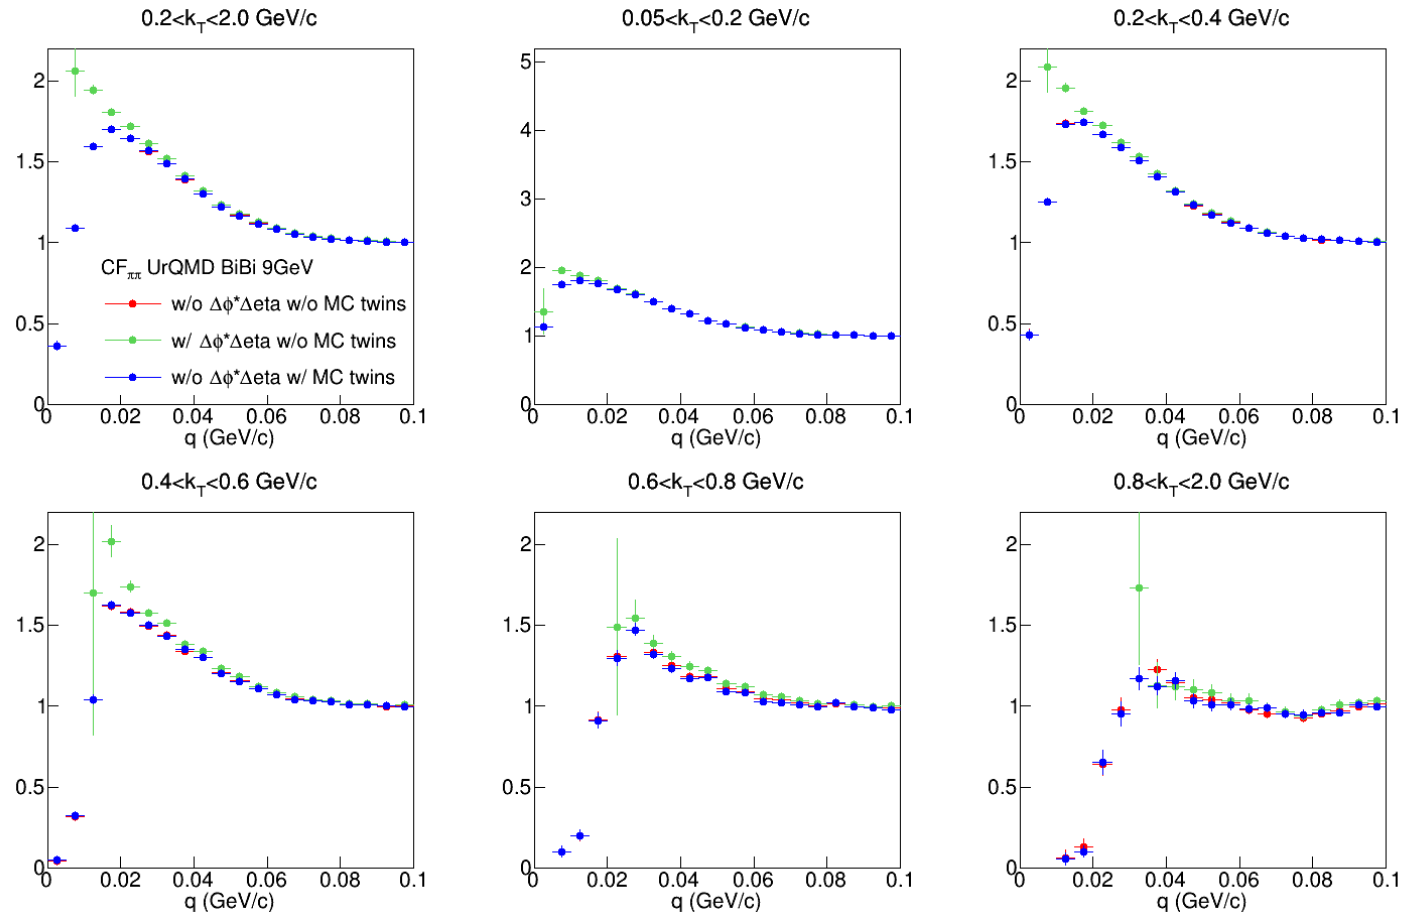 0.2<k_T<2.0 GeV/c
2
1.5
1
0.5
0
CF_ππ UrQMD BiBi 9GeV
w/o Δϕ*Δeta w/o MC twins
w/ Δϕ*Δeta w/o MC twins
w/o Δϕ*Δeta w/ MC twins
0 0.02 0.04 0.06 0.08 0.1
q (GeV/c)
0.05<k_T<0.2 GeV/c
5
4
3
2
1
0
0 0.02 0.04 0.06 0.08 0.1
q (GeV/c)
0.2<k_T<0.4 GeV/c
2
1.5
1
0.5
0
0 0.02 0.04 0.06 0.08 0.1
q (GeV/c)
0.4<k_T<0.6 GeV/c
2
1.5
1
0.5
0
0 0.02 0.04 0.06 0.08 0.1
q (GeV/c)
0.6<k_T<0.8 GeV/c
2
1.5
1
0.5
0
0 0.02 0.04 0.06 0.08 0.1
q (GeV/c)
0.8<k_T<2.0 GeV/c
2
1.5
1
0.5
0
0 0.02 0.04 0.06 0.08 0.1
q (GeV/c)